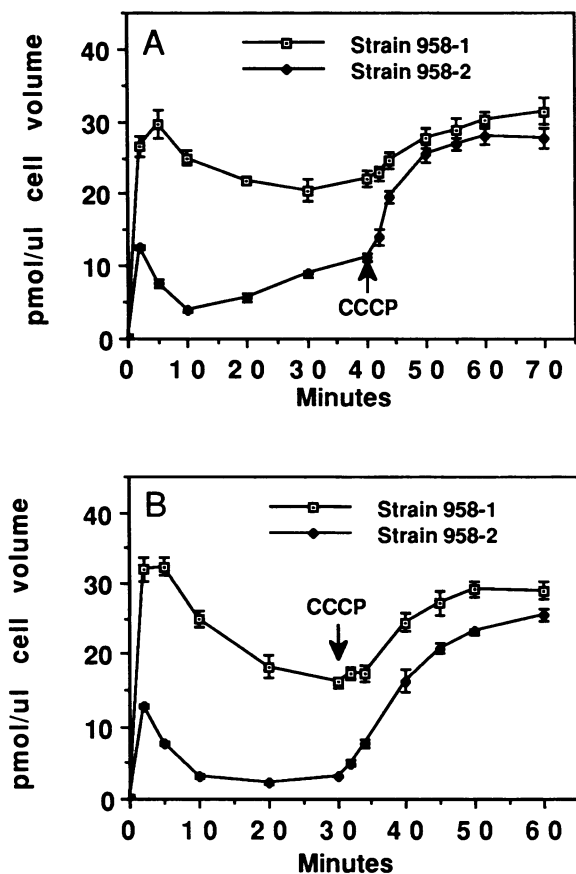 A
Strain 958-1
Strain 958-2
pmol/ul cell volume
40
30
20
10
0
CCCP
0 10 20 30 40 50 60 70
Minutes
B
Strain 958-1
Strain 958-2
pmol/ul cell volume
40
30
20
10
0
CCCP
0 10 20 30 40 50 60
Minutes